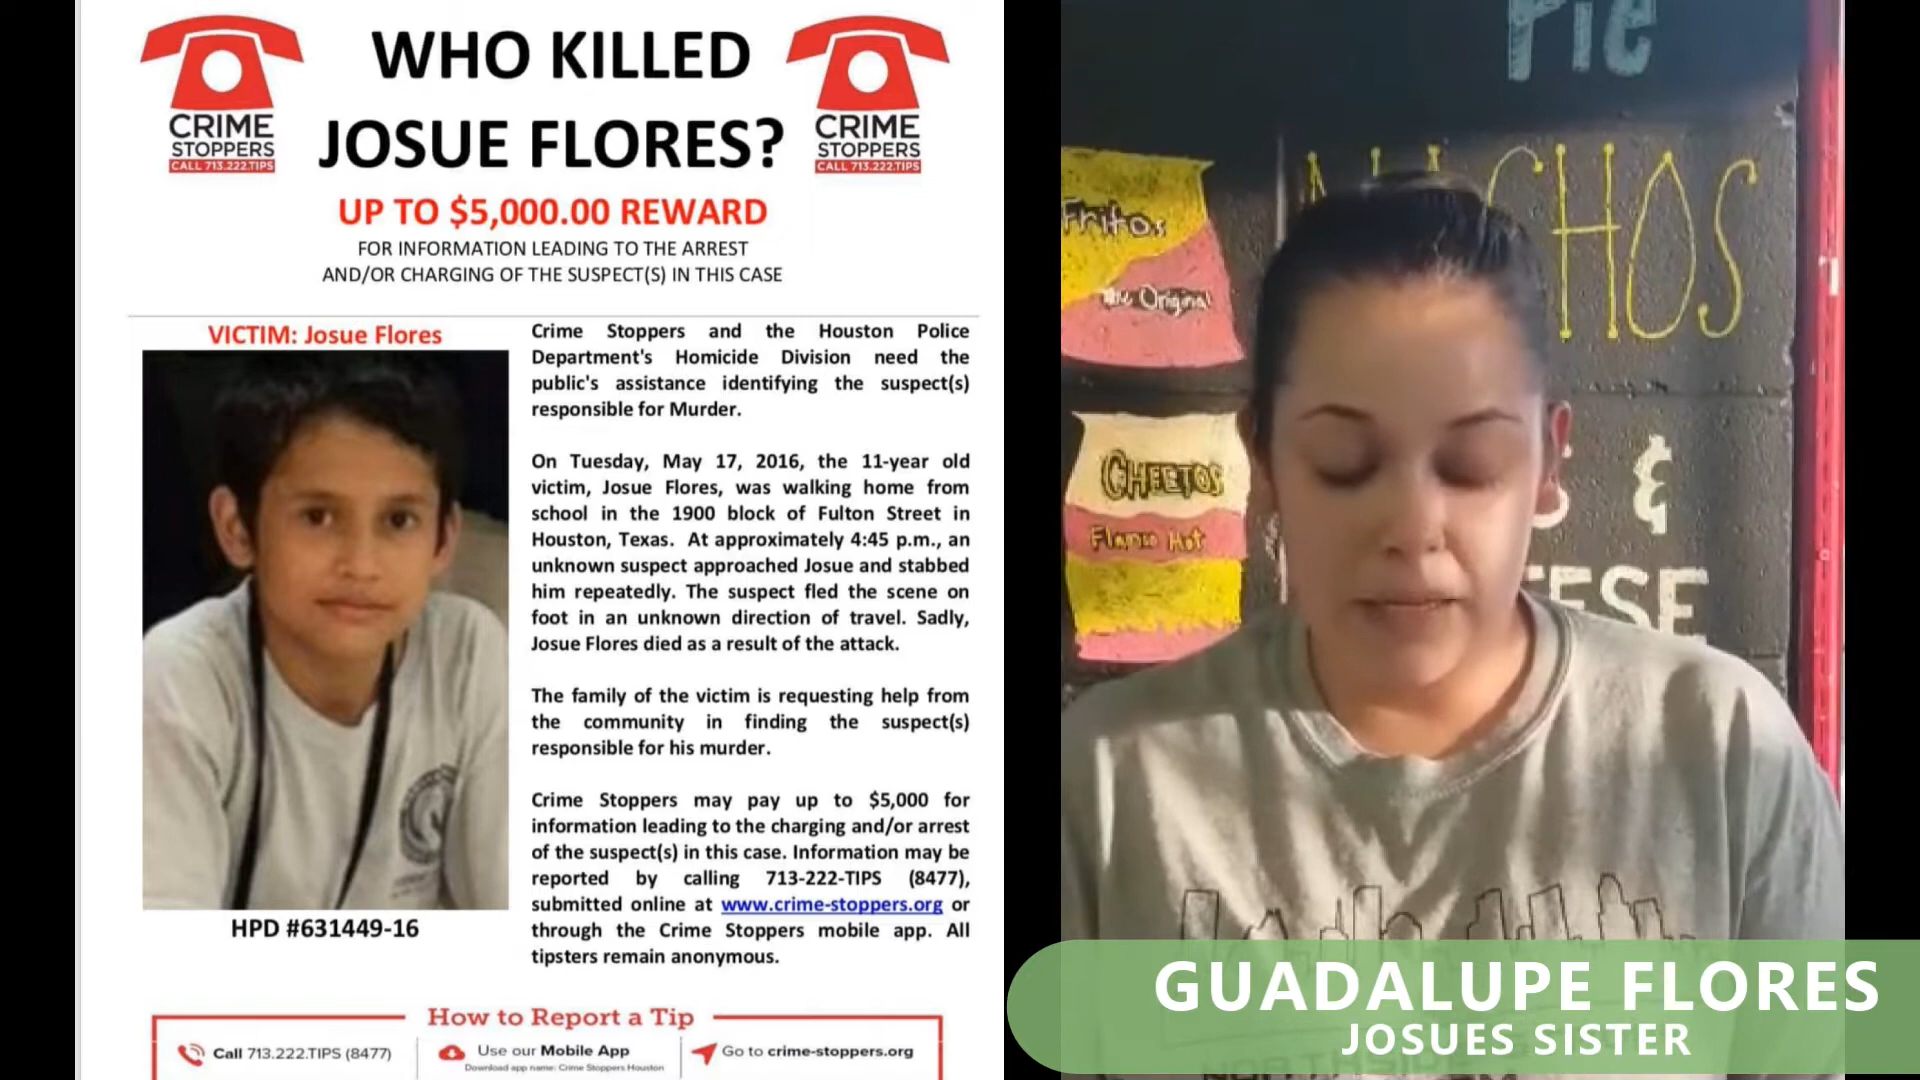 CRIME
STOPPERS
CALL 713.222.TIPS
WHO KILLED
JOSUE FLORES?
CRIME
STOPPERS
CALL 713.222.TIPS
UP TO $5,000.00 REWARD
FOR INFORMATION LEADING TO THE ARREST
AND/OR CHARGING OF THE SUSPECT(S) IN THIS CASE
VICTIM: Josue Flores
HPD #631449-16
Crime Stoppers and the Houston Police
Department's Homicide Division need the
public's assistance identifying the suspect(s)
responsible for Murder.
On Tuesday, May 17, 2016, the 11-year old
victim, Josue Flores, was walking home from
school in the 1900 block of Fulton Street in
Houston, Texas. At approximately 4:45 p.m., an
unknown suspect approached Josue and stabbed
him repeatedly. The suspect fled the scene on
foot in an unknown direction of travel. Sadly,
Josue Flores died as a result of the attack.
The family of the victim is requesting help from
the community in finding the suspect(s)
responsible for his murder.
Crime Stoppers may pay up to $5,000 for
information leading to the charging and/or arrest
of the suspect(s) in this case. Information may be
reported by calling 713-222-TIPS (8477),
submitted online at www.crime-stoppers.org or
through the Crime Stoppers mobile app. All
tipsters remain anonymous.
How to Report a Tip
Call 713.222.TIPS (8477)
Use our Mobile App
Download app name: Crime Stoppers Houston
Go to crime-stoppers.org
Pie
Fritos
The Original
CHEETOS
Flamin Hot
&
GUADALUPE FLORES
JOSUES SISTER